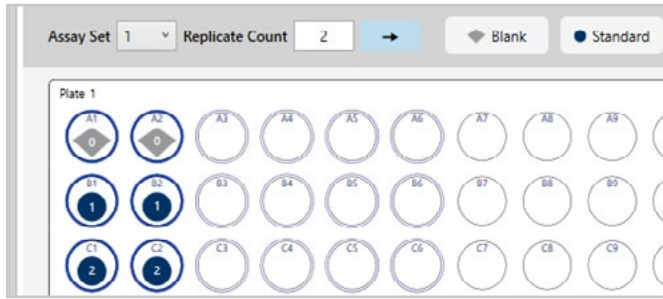 Assay Set 1 Replicate Count 2 → Blank Standard
Plate 1
A1 A2 A3 A4 A5 A6 A7 A8 A9
0 0
B1 B2 B3 B4 B5 B6 B7 B8 B9
1 1
C1 C2 C3 C4 C5 C6 C7 C8 C9
2 2